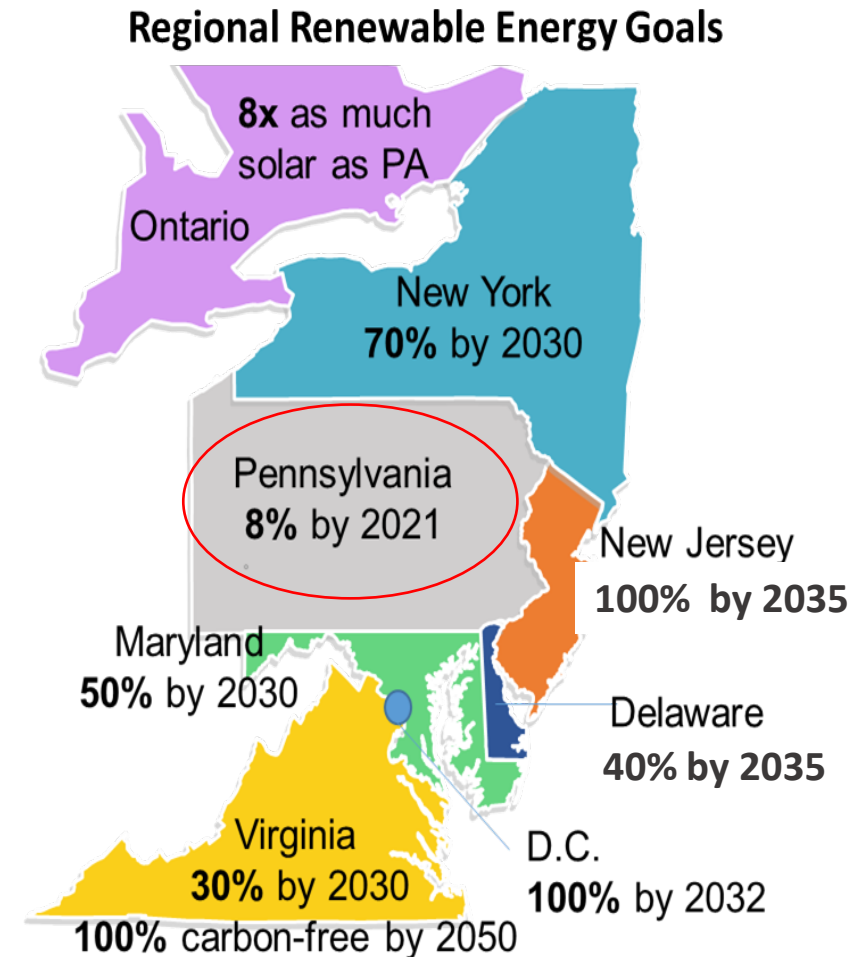 Regional Renewable Energy Goals
8x as much
solar as PA
Ontario
New York
70% by 2030
Pennsylvania
8% by 2021
New Jersey
100% by 2035
Maryland
50% by 2030
Delaware
40% by 2035
Virginia
30% by 2030
100% carbon-free by 2050
D.C.
100% by 2032